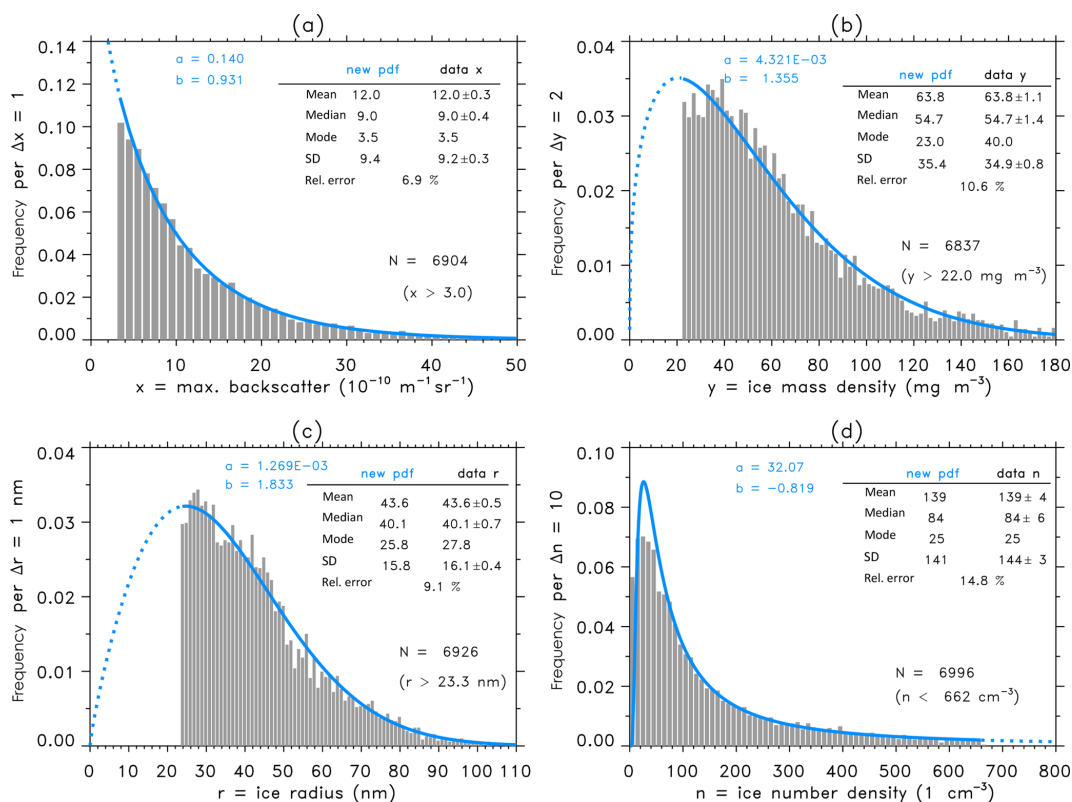 (a)
a = 0.140
b = 0.931
new pdf data x
Mean 12.0 12.0±0.3
Median 9.0 9.0±0.4
Mode 3.5 3.5
SD 9.4 9.2±0.3
Rel. error 6.9 %
N = 6904
(x > 3.0)
Frequency per Δx = 1
0.14
0.12
0.10
0.08
0.06
0.04
0.02
0.00
0 10 20 30 40 50
x = max. backscatter (10⁻¹⁰ m⁻¹sr⁻¹)
(b)
a = 4.321E−03
b = 1.355
new pdf data y
Mean 63.8 63.8±1.1
Median 54.7 54.7±1.4
Mode 23.0 40.0
SD 35.4 34.9±0.8
Rel. error 10.6 %
N = 6837
(y > 22.0 mg m⁻³)
Frequency per Δy = 2
0.04
0.03
0.02
0.01
0.00
0 20 40 60 80 100 120 140 160 180
y = ice mass density (mg m⁻³)
(c)
a = 1.269E−03
b = 1.833
new pdf data r
Mean 43.6 43.6±0.5
Median 40.1 40.1±0.7
Mode 25.8 27.8
SD 15.8 16.1±0.4
Rel. error 9.1 %
N = 6926
(r > 23.3 nm)
Frequency per Δr = 1 nm
0.04
0.03
0.02
0.01
0.00
0 10 20 30 40 50 60 70 80 90 100 110
r = ice radius (nm)
(d)
a = 32.07
b = −0.819
new pdf data n
Mean 139 139± 4
Median 84 84± 6
Mode 25 25
SD 141 144± 3
Rel. error 14.8 %
N = 6996
(n < 662 cm⁻³)
Frequency per Δn = 10
0.10
0.08
0.06
0.04
0.02
0.00
0 100 200 300 400 500 600 700 800
n = ice number density (1 cm⁻³)